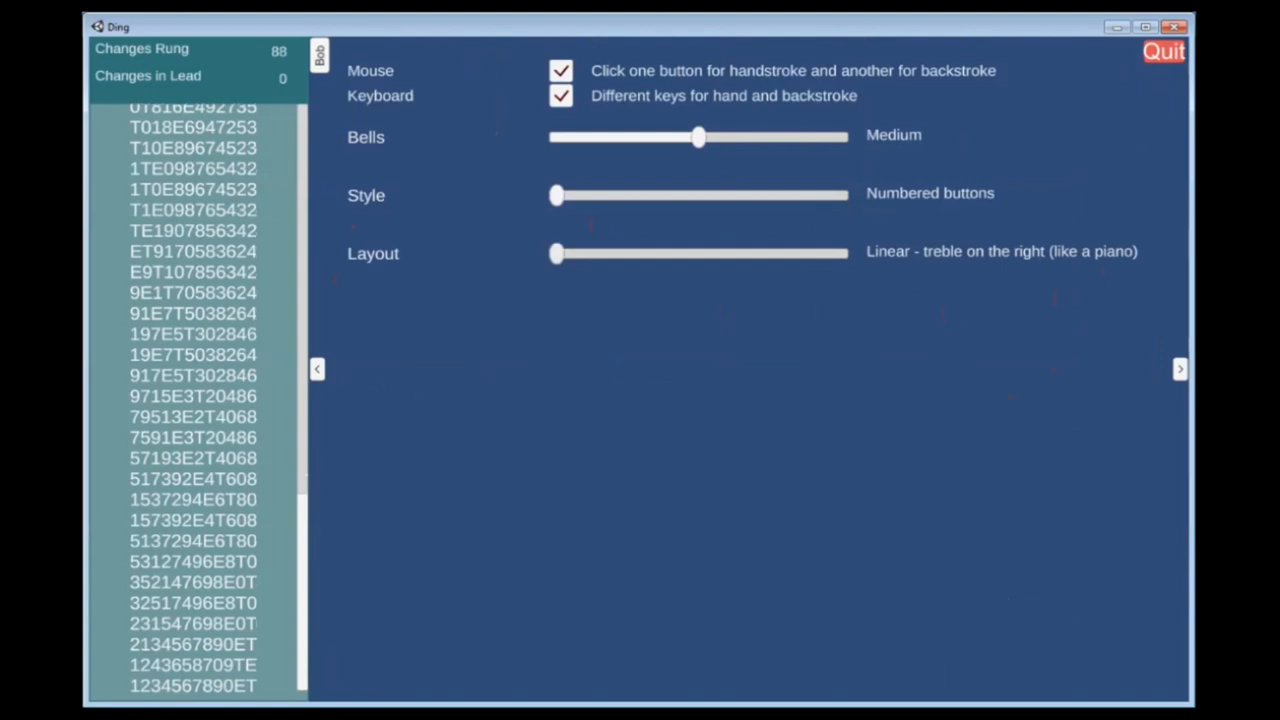 Ding
Changes Rung 88
Changes in Lead 0
Bob
0T816E492735
T018E6947253
T10E89674523
1TE098765432
1T0E89674523
T1E098765432
TE1907856342
ET9170583624
E9T107856342
9E1T70583624
91E7T5038264
197E5T302846
19E7T5038264
917E5T302846
9715E3T20486
79513E2T4068
7591E3T20486
57193E2T4068
517392E4T608
1537294E6T80
157392E4T608
5137294E6T80
53127496E8T0
352147698E0T
32517496E8T0
231547698E0T
2134567890ET
1243658709TE
1234567890ET
Quit
Mouse Click one button for handstroke and another for backstroke
Keyboard Different keys for hand and backstroke
Bells Medium
Style Numbered buttons
Layout Linear - treble on the right (like a piano)